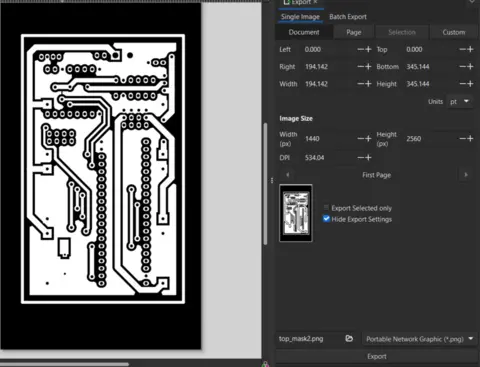 Export
Single Image Batch Export
Document Page Selection Custom
Left 0.000 Top 0.000
Right 194.142 Bottom 345.144
Width 194.142 Height 345.144
Units pt
Image Size
Width (px) 1440 Height (px) 2560
DPI 534.04
First Page
Export Selected only
Hide Export Settings
top_mask2.png Portable Network Graphic (*.png)
Export